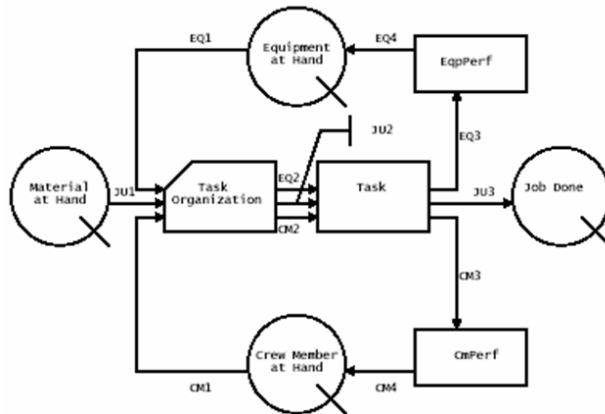 EQ1
Equipment
at Hand
EQ4
EqpPerf
JU2
EQ3
Material
at Hand
JU1
Task
Organization
EQ2
CM2
Task
JU3
Job Done
CM3
Crew Member
at Hand
CmPerf
CM1
CM4